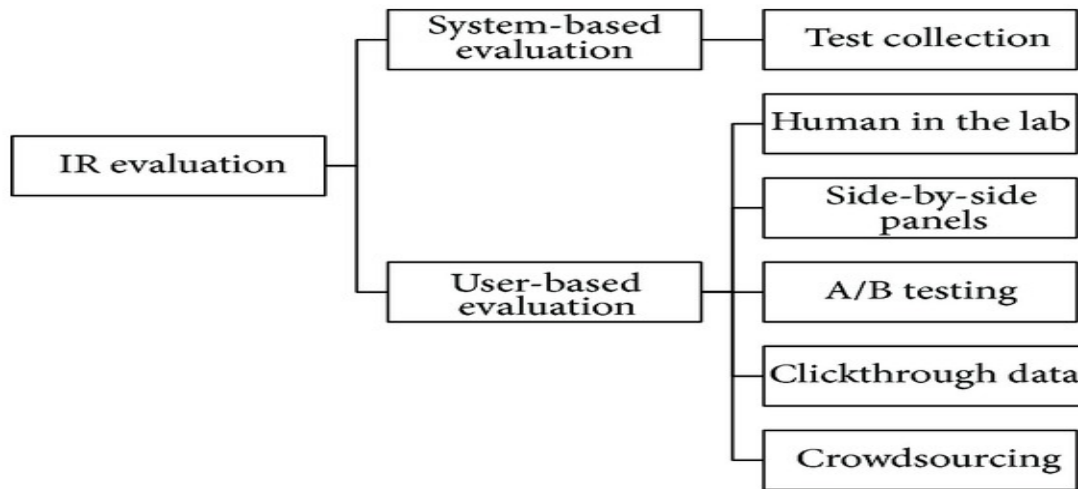 System-based
evaluation
Test collection
Human in the lab
IR evaluation
Side-by-side
panels
User-based
evaluation
A/B testing
Clickthrough data
Crowdsourcing